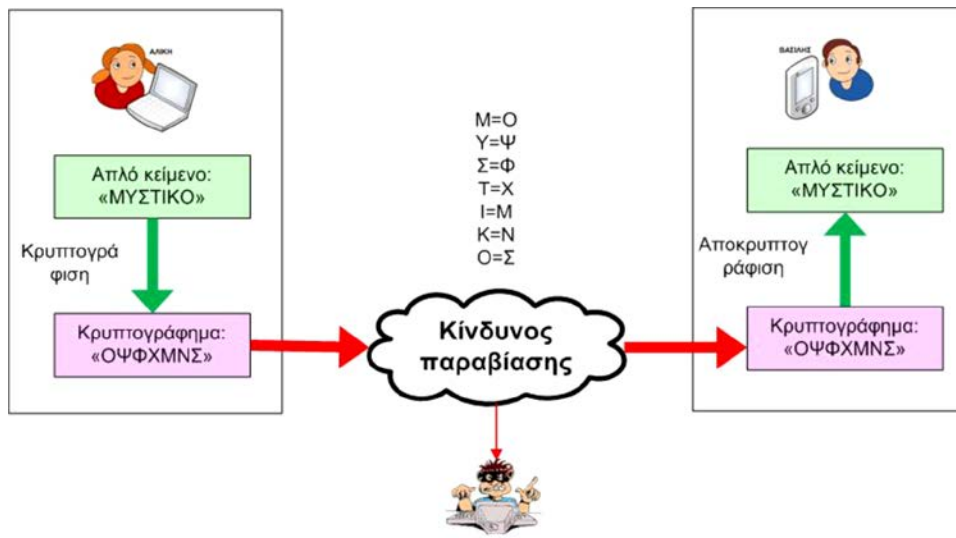 ΑΛΙΚΗ
Απλό κείμενο:
«ΜΥΣΤΙΚΟ»
Κρυπτογρά
φιση
Κρυπτογράφημα:
«ΟΨΦΧΜΝΣ»
Μ=Ο
Υ=Ψ
Σ=Φ
Τ=Χ
Ι=Μ
Κ=Ν
Ο=Σ
Κίνδυνος
παραβίασης
ΒΑΣΙΛΗΣ
Απλό κείμενο:
«ΜΥΣΤΙΚΟ»
Αποκρυπτογ
ράφιση
Κρυπτογράφημα:
«ΟΨΦΧΜΝΣ»